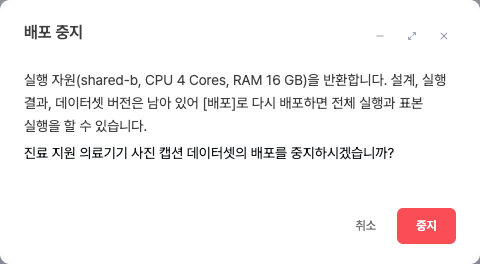 배포 중지
실행 자원(shared-b, CPU 4 Cores, RAM 16 GB)을 반환합니다. 설계, 실행
결과, 데이터셋 버전은 남아 있어 [배포]로 다시 배포하면 전체 실행과 표본
실행을 할 수 있습니다.
진료 지원 의료기기 사진 캡션 데이터셋의 배포를 중지하시겠습니까?
취소
중지